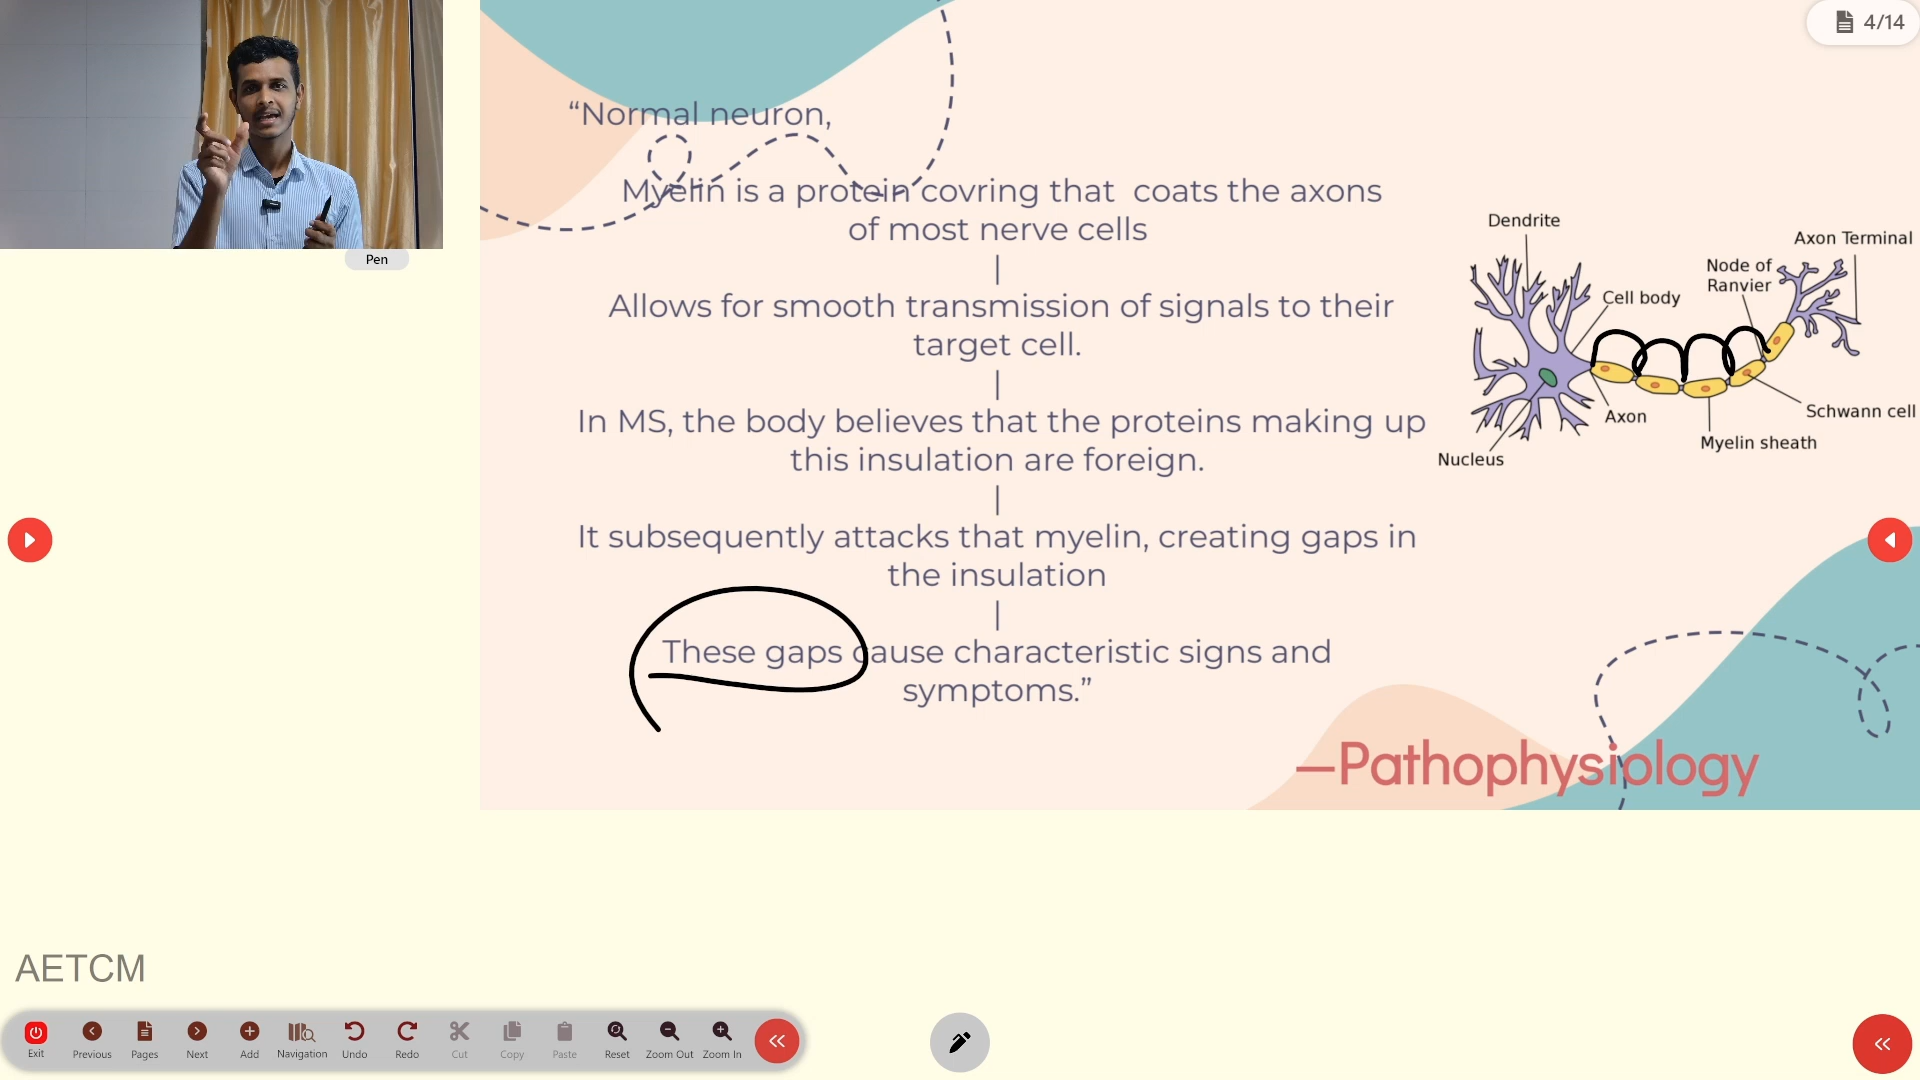 4/14
Pen
“Normal neuron,
Myelin is a protein covring that coats the axons
of most nerve cells
|
Allows for smooth transmission of signals to their
target cell.
|
In MS, the body believes that the proteins making up
this insulation are foreign.
|
It subsequently attacks that myelin, creating gaps in
the insulation
|
These gaps cause characteristic signs and
symptoms.”
—Pathophysiology
Dendrite
Axon Terminal
Node of
Ranvier
Cell body
Axon
Schwann cell
Myelin sheath
Nucleus
AETCM
Exit
Previous
Pages
Next
Add
Navigation
Undo
Redo
Cut
Copy
Paste
Reset
Zoom Out
Zoom In